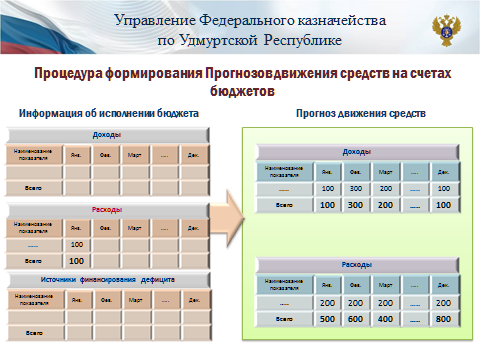 Управление Федерального казначейства
по Удмуртской Республике
Процедура формирования Прогнозовдвижения средств на счетах
бюджетов
Информация об исполнении бюджета
Доходы
Наименование показателя Янв. Фев. Март ..... Дек.
Всего
Расходы
Наименование показателя Янв. Фев. Март ..... Дек.
...... 100
Всего 100
Источники финансирования дефицита
Наименование показателя Янв. Фев. Март ..... Дек.
Всего
Прогноз движения средств
Доходы
Наименование показателя Янв. Фев. Март ..... Дек.
...... 100 300 200 ...... 100
Всего 100 300 200 ..... 100
Расходы
Наименование показателя Янв. Фев. Март ..... Дек.
...... 200 200 200 ..... 200
Всего 500 600 400 ..... 800